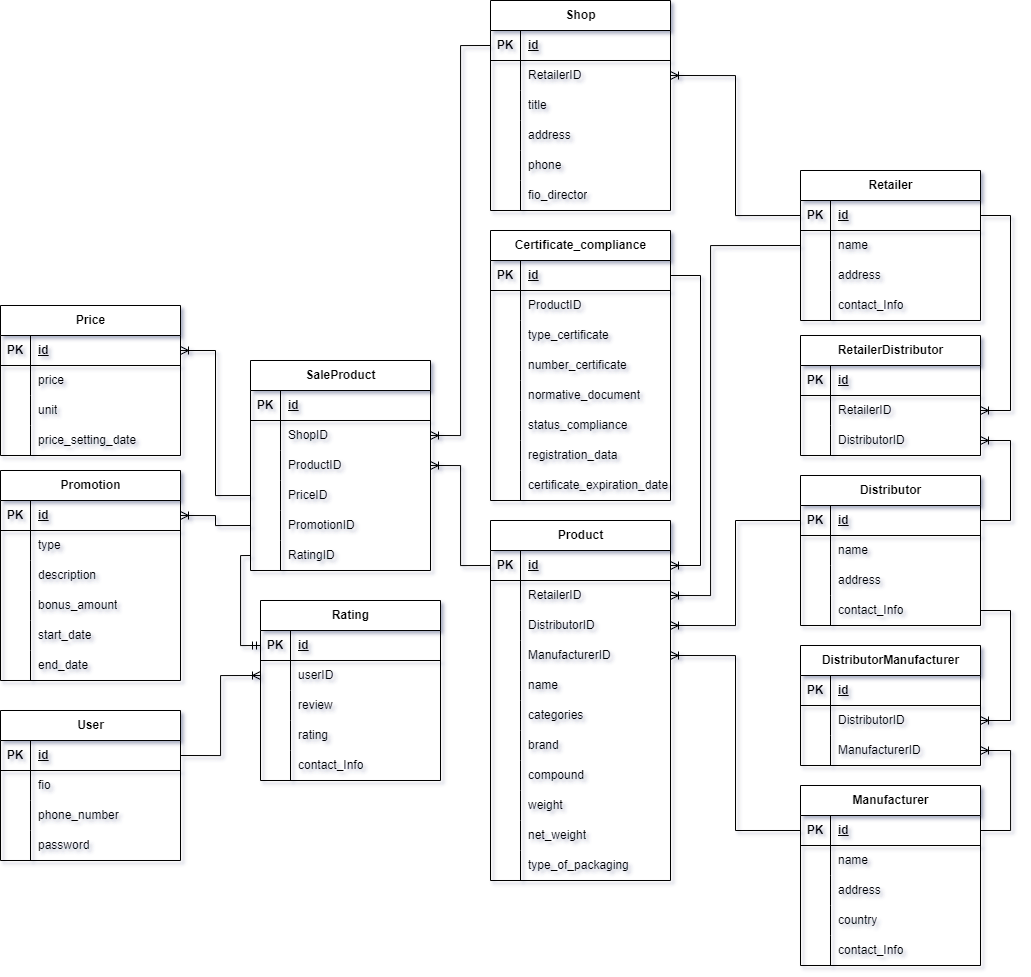 Shop
PK id
RetailerID
title
address
phone
fio_director
Certificate_compliance
PK id
ProductID
type_certificate
number_certificate
normative_document
status_compliance
registration_data
certificate_expiration_date
Retailer
PK id
name
address
contact_Info
RetailerDistributor
PK id
RetailerID
DistributorID
Price
PK id
price
unit
price_setting_date
SaleProduct
PK id
ShopID
ProductID
PriceID
PromotionID
RatingID
Promotion
PK id
type
description
bonus_amount
start_date
end_date
Product
PK id
RetailerID
DistributorID
ManufacturerID
name
categories
brand
compound
weight
net_weight
type_of_packaging
Distributor
PK id
name
address
contact_Info
Rating
PK id
userID
review
rating
contact_Info
DistributorManufacturer
PK id
DistributorID
ManufacturerID
User
PK id
fio
phone_number
password
Manufacturer
PK id
name
address
country
contact_Info